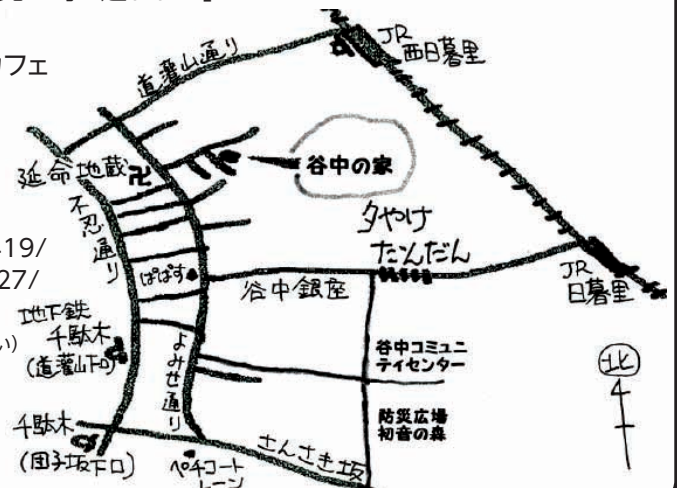 フェ
19/
27/
い)
JR
西日暮里
道灌山通り
延命地蔵卍
谷中の家
不忍通り
夕やけ
たんだん
ぱぱす
谷中銀座
JR
日暮里
地下鉄
千駄木
(道灌山下口)
よみせ通り
谷中コミュニ
ティセンター
北
防災広場
初音の森
千駄木
(団子坂下口)
ペチコート
レーン
さんさき坂